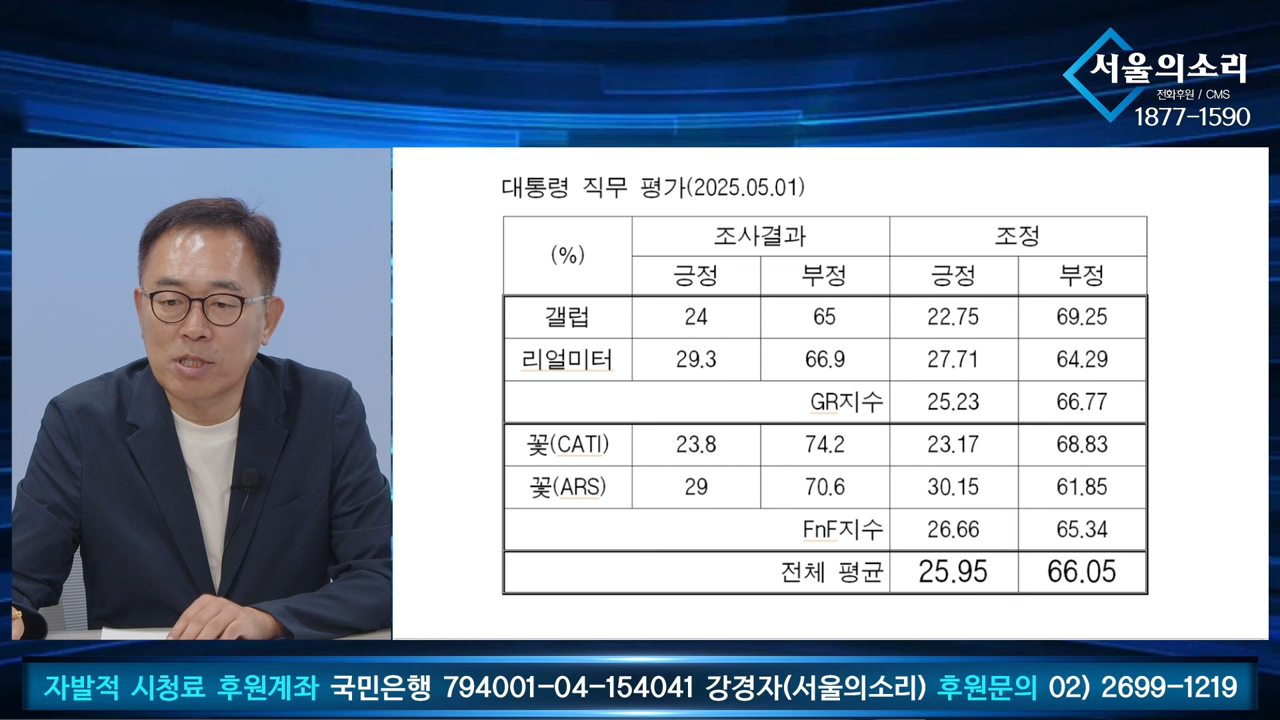 서울의소리
전화후원 / CMS
1877-1590
대통령 직무 평가(2025.05.01)
(%) 조사결과 조정
긍정 부정 긍정 부정
갤럽 24 65 22.75 69.25
리얼미터 29.3 66.9 27.71 64.29
GR지수 25.23 66.77
꽃(CATI) 23.8 74.2 23.17 68.83
꽃(ARS) 29 70.6 30.15 61.85
FnF지수 26.66 65.34
전체 평균 25.95 66.05
자발적 시청료 후원계좌 국민은행 794001-04-154041 강경자(서울의소리) 후원문의 02) 2699-1219